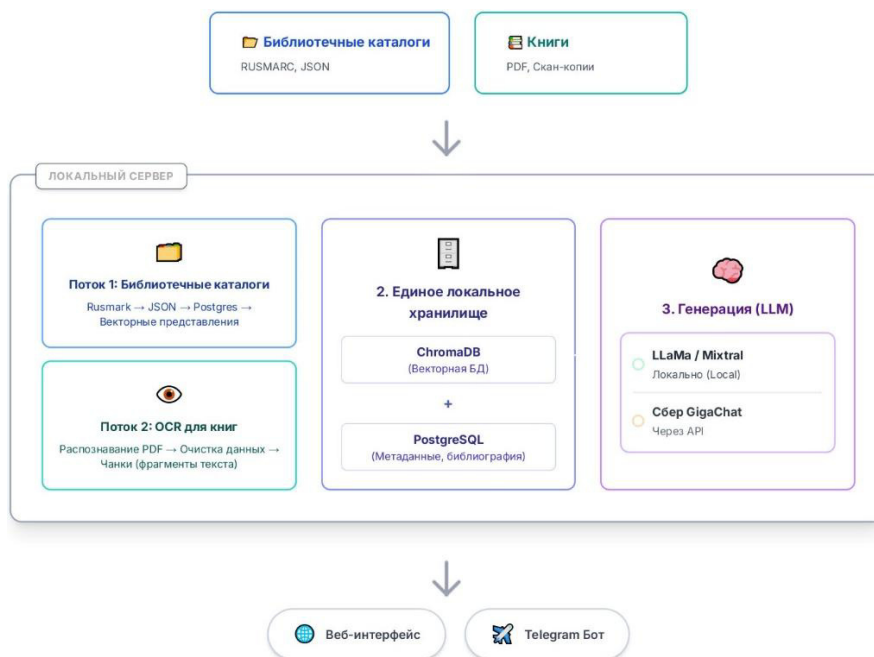 Библиотечные каталоги
RUSMARC, JSON
Книги
PDF, Скан-копии
ЛОКАЛЬНЫЙ СЕРВЕР
Поток 1: Библиотечные каталоги
Rusmark → JSON → Postgres →
Векторные представления
Поток 2: OCR для книг
Распознавание PDF → Очистка данных →
Чанки (фрагменты текста)
2. Единое локальное
хранилище
ChromaDB
(Векторная БД)
+
PostgreSQL
(Метаданные, библиография)
3. Генерация (LLM)
LLaMa / Mixtral
Локально (Local)
Сбер GigaChat
Через API
Веб-интерфейс
Telegram Бот